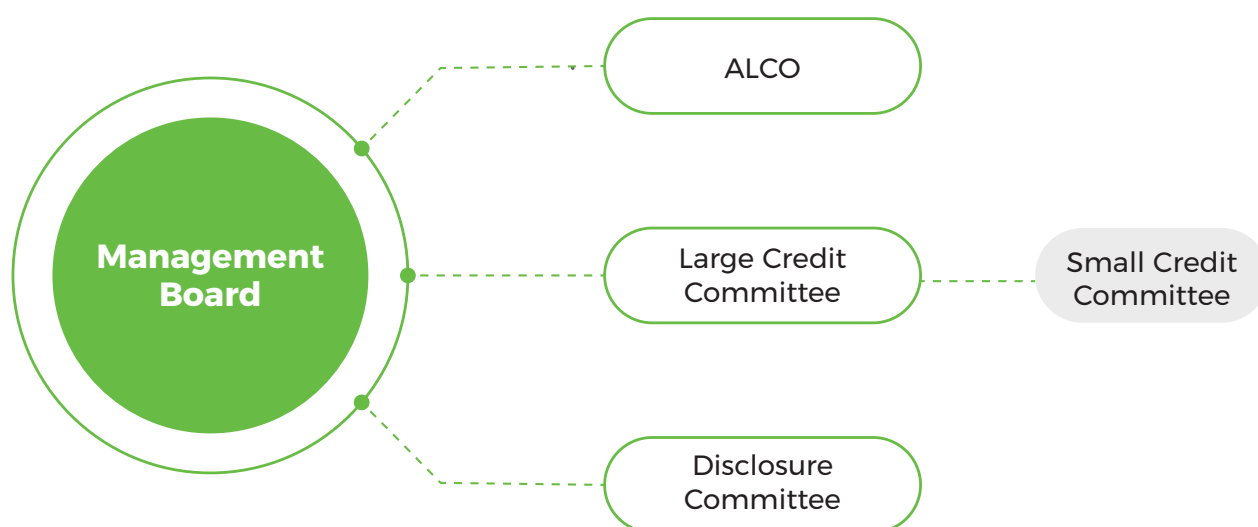 ALCO
Management
Board
Large Credit
Committee
Small Credit
Committee
Disclosure
Committee